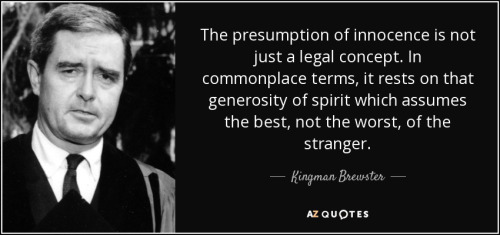 The presumption of innocence is not
just a legal concept. In
commonplace terms, it rests on that
generosity of spirit which assumes
the best, not the worst, of the
stranger.
Kingman Brewster
AZ QUOTES